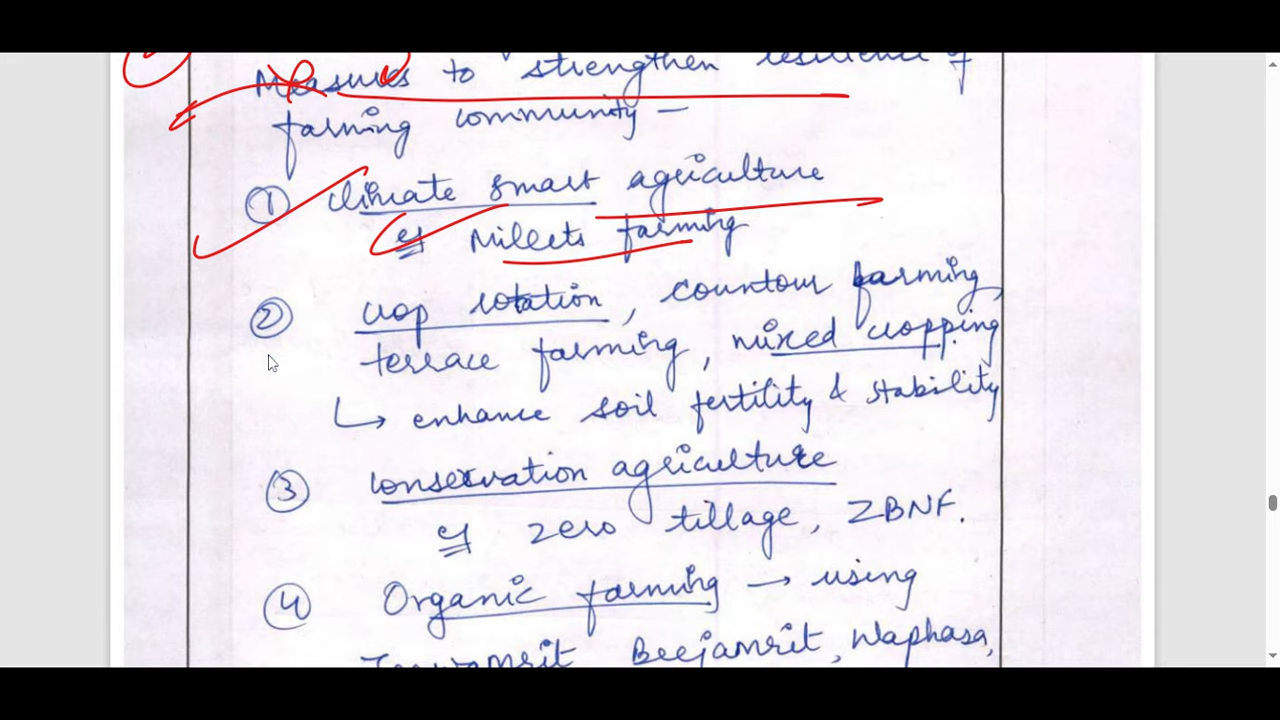 Measures to strengthen resilience of
farming community –
① Climate smart agriculture
eg Millets farming
② Crop rotation, countour farming,
terrace farming, mixed cropping
↳ enhance soil fertility & stability
③ Conservation agriculture
eg zero tillage, ZBNF.
④ Organic farming → using
Jeevamrit Beejamrit, Waphasa,